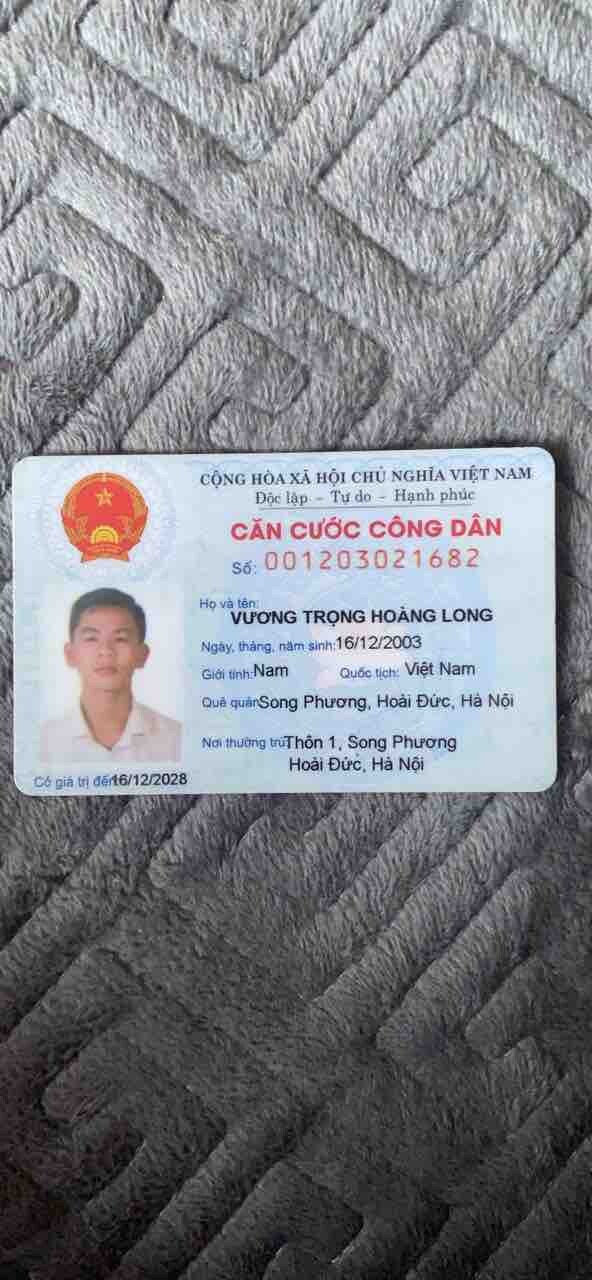 CỘNG HÒA XÃ HỘI CHỦ NGHĨA VIỆT NAM
Độc lập - Tự do - Hạnh phúc
CĂN CƯỚC CÔNG DÂN
Số: 001203021682
Họ và tên:
VƯƠNG TRỌNG HOÀNG LONG
Ngày, tháng, năm sinh: 16/12/2003
Giới tính: Nam Quốc tịch: Việt Nam
Quê quán Song Phương, Hoài Đức, Hà Nội
Nơi thường trú Thôn 1, Song Phương
Hoài Đức, Hà Nội
Có giá trị đến 16/12/2028